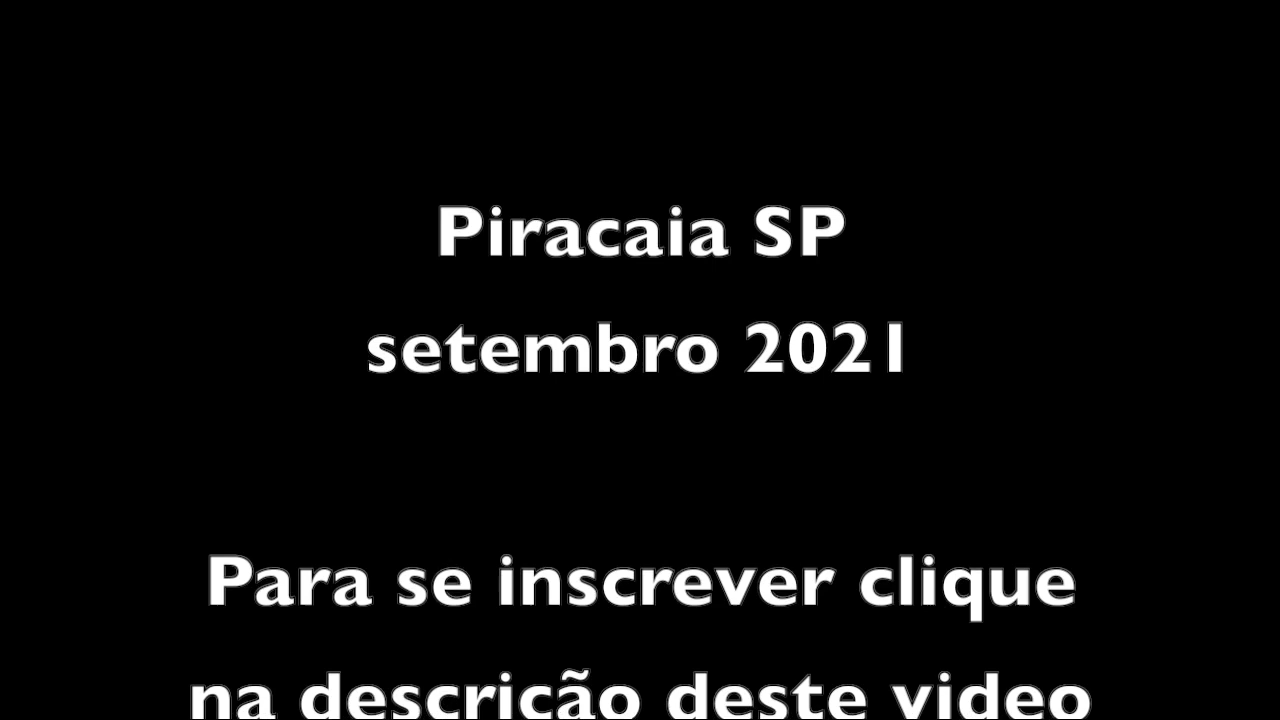 Piracaia SP
setembro 2021
Para se inscrever clique
na descrição deste video